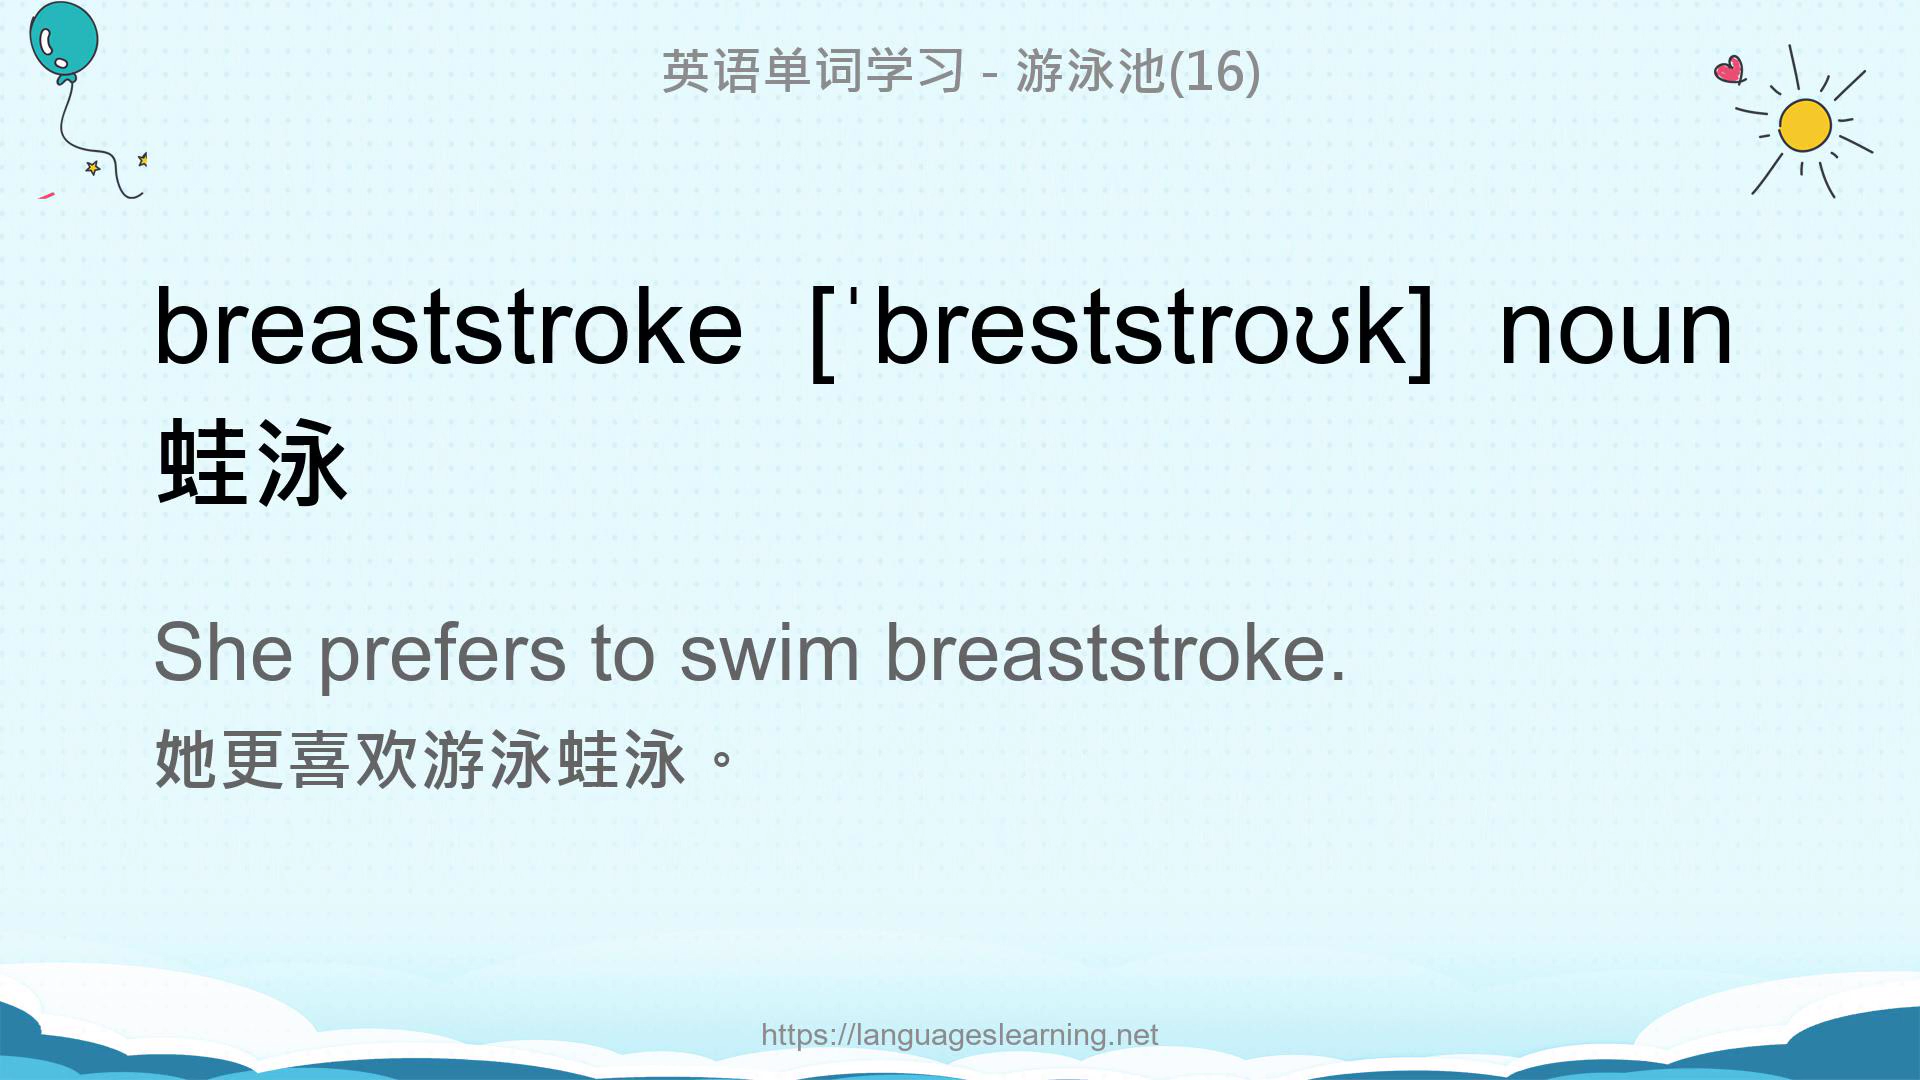 英语单词学习 - 游泳池(16)
breaststroke [ˈbreststroʊk] noun
蛙泳
She prefers to swim breaststroke.
她更喜欢游泳蛙泳。
https://languageslearning.net